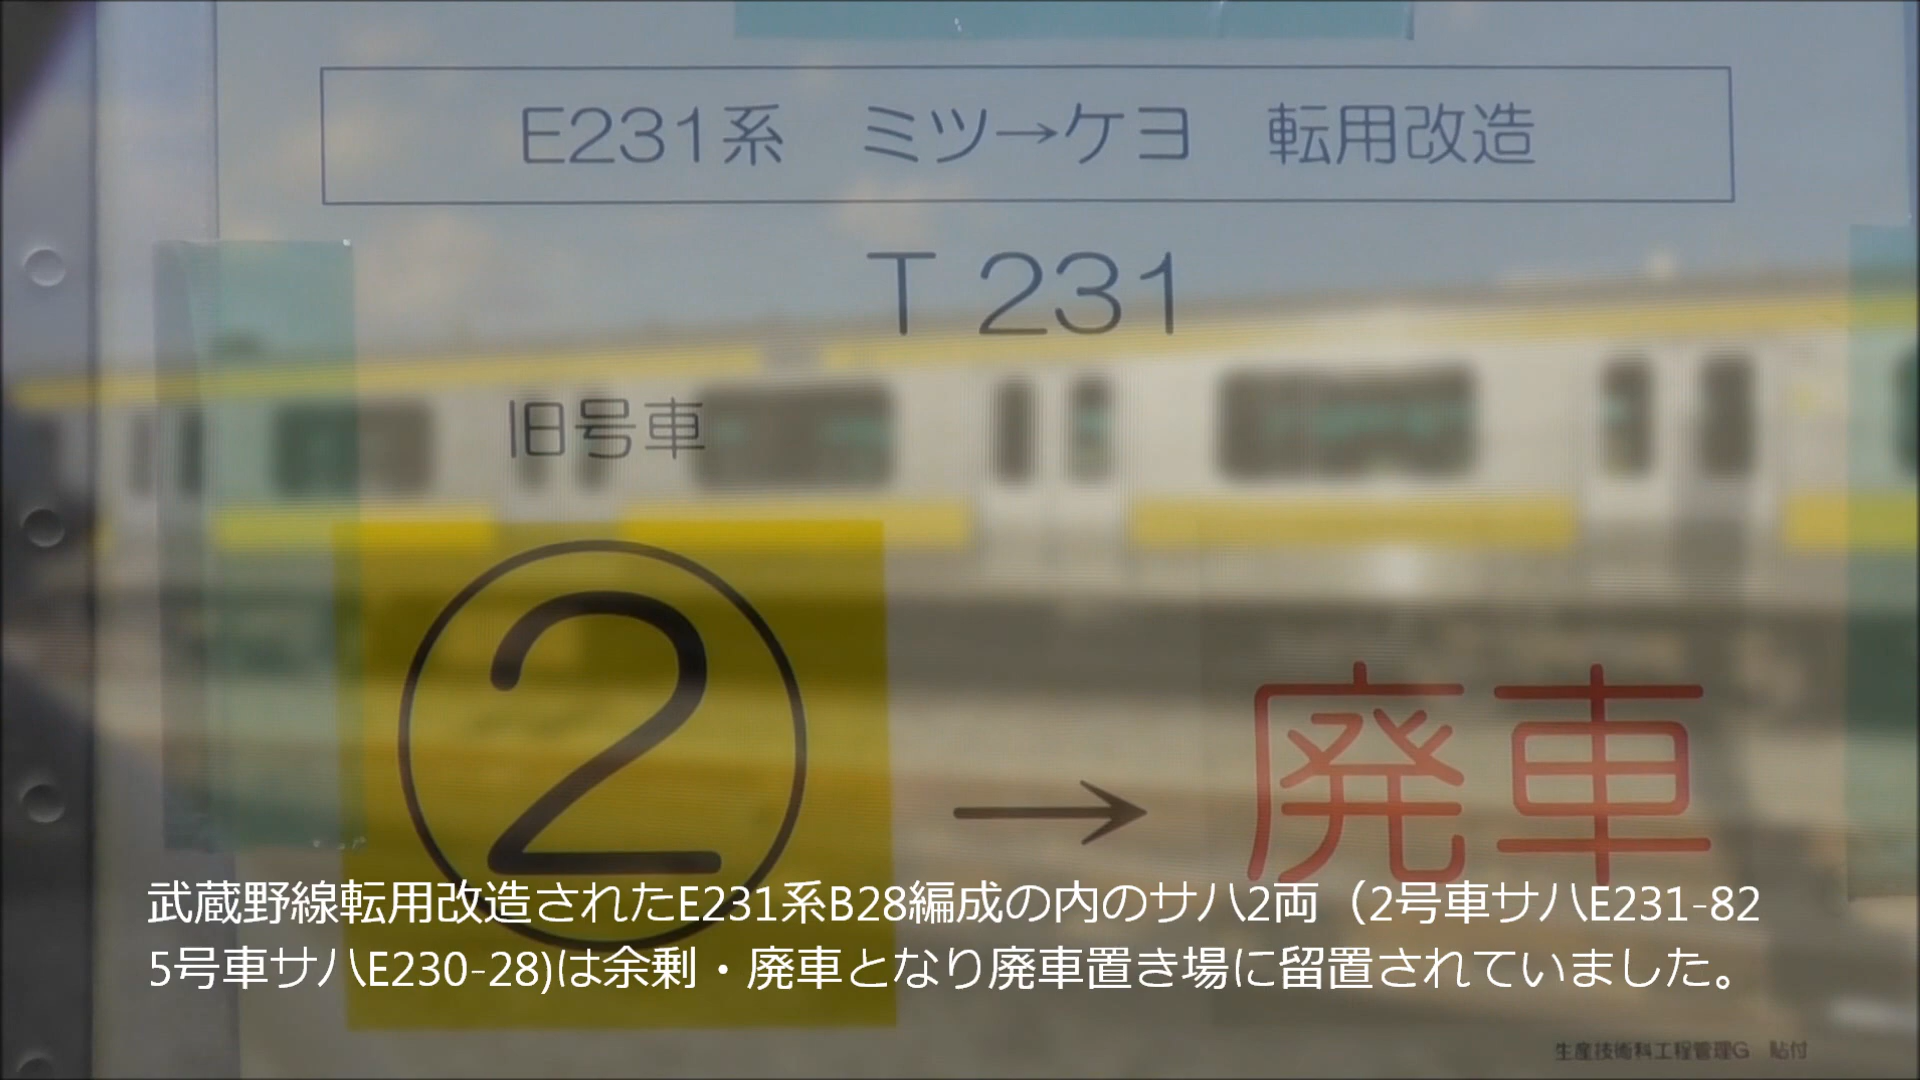 E231系 ミツ→ケヨ 転用改造
T 231
旧号車
② → 廃車
武蔵野線転用改造されたE231系B28編成の内のサハ2両（2号車サハE231-82
5号車サハE230-28)は余剰・廃車となり廃車置き場に留置されていました。
生産技術科工程管理G 貼付